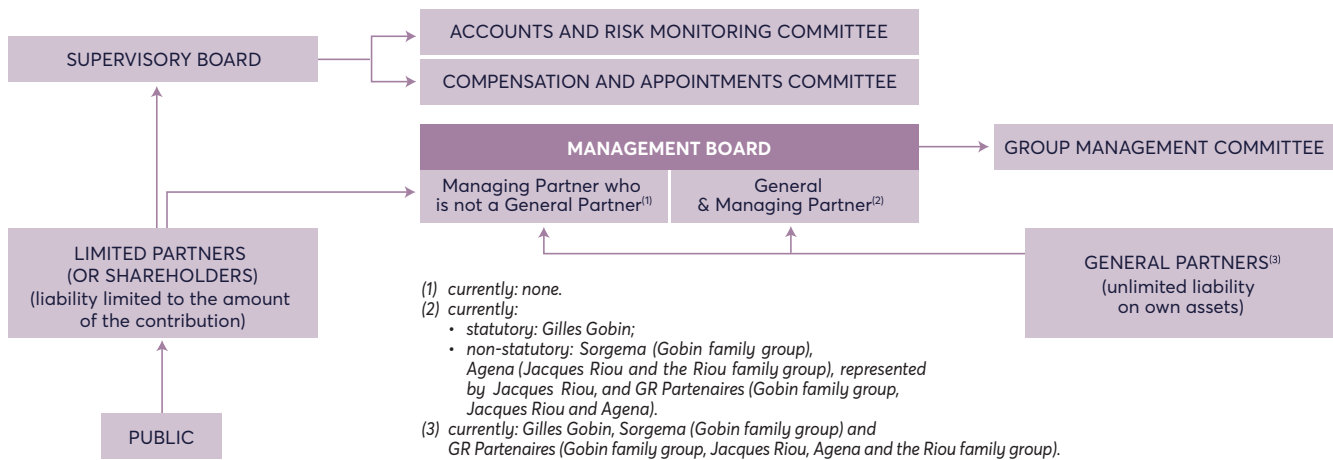 SUPERVISORY BOARD
ACCOUNTS AND RISK MONITORING COMMITTEE
COMPENSATION AND APPOINTMENTS COMMITTEE
MANAGEMENT BOARD
GROUP MANAGEMENT COMMITTEE
Managing Partner who
is not a General Partner(1)
General
& Managing Partner(2)
LIMITED PARTNERS
(OR SHAREHOLDERS)
(liability limited to the amount
of the contribution)
GENERAL PARTNERS(3)
(unlimited liability
on own assets)
PUBLIC
(1) currently: none.
(2) currently:
• statutory: Gilles Gobin;
• non-statutory: Sorgema (Gobin family group),
Agena (Jacques Riou and the Riou family group), represented
by Jacques Riou, and GR Partenaires (Gobin family group,
Jacques Riou and Agena).
(3) currently: Gilles Gobin, Sorgema (Gobin family group) and
GR Partenaires (Gobin family group, Jacques Riou, Agena and the Riou family group).